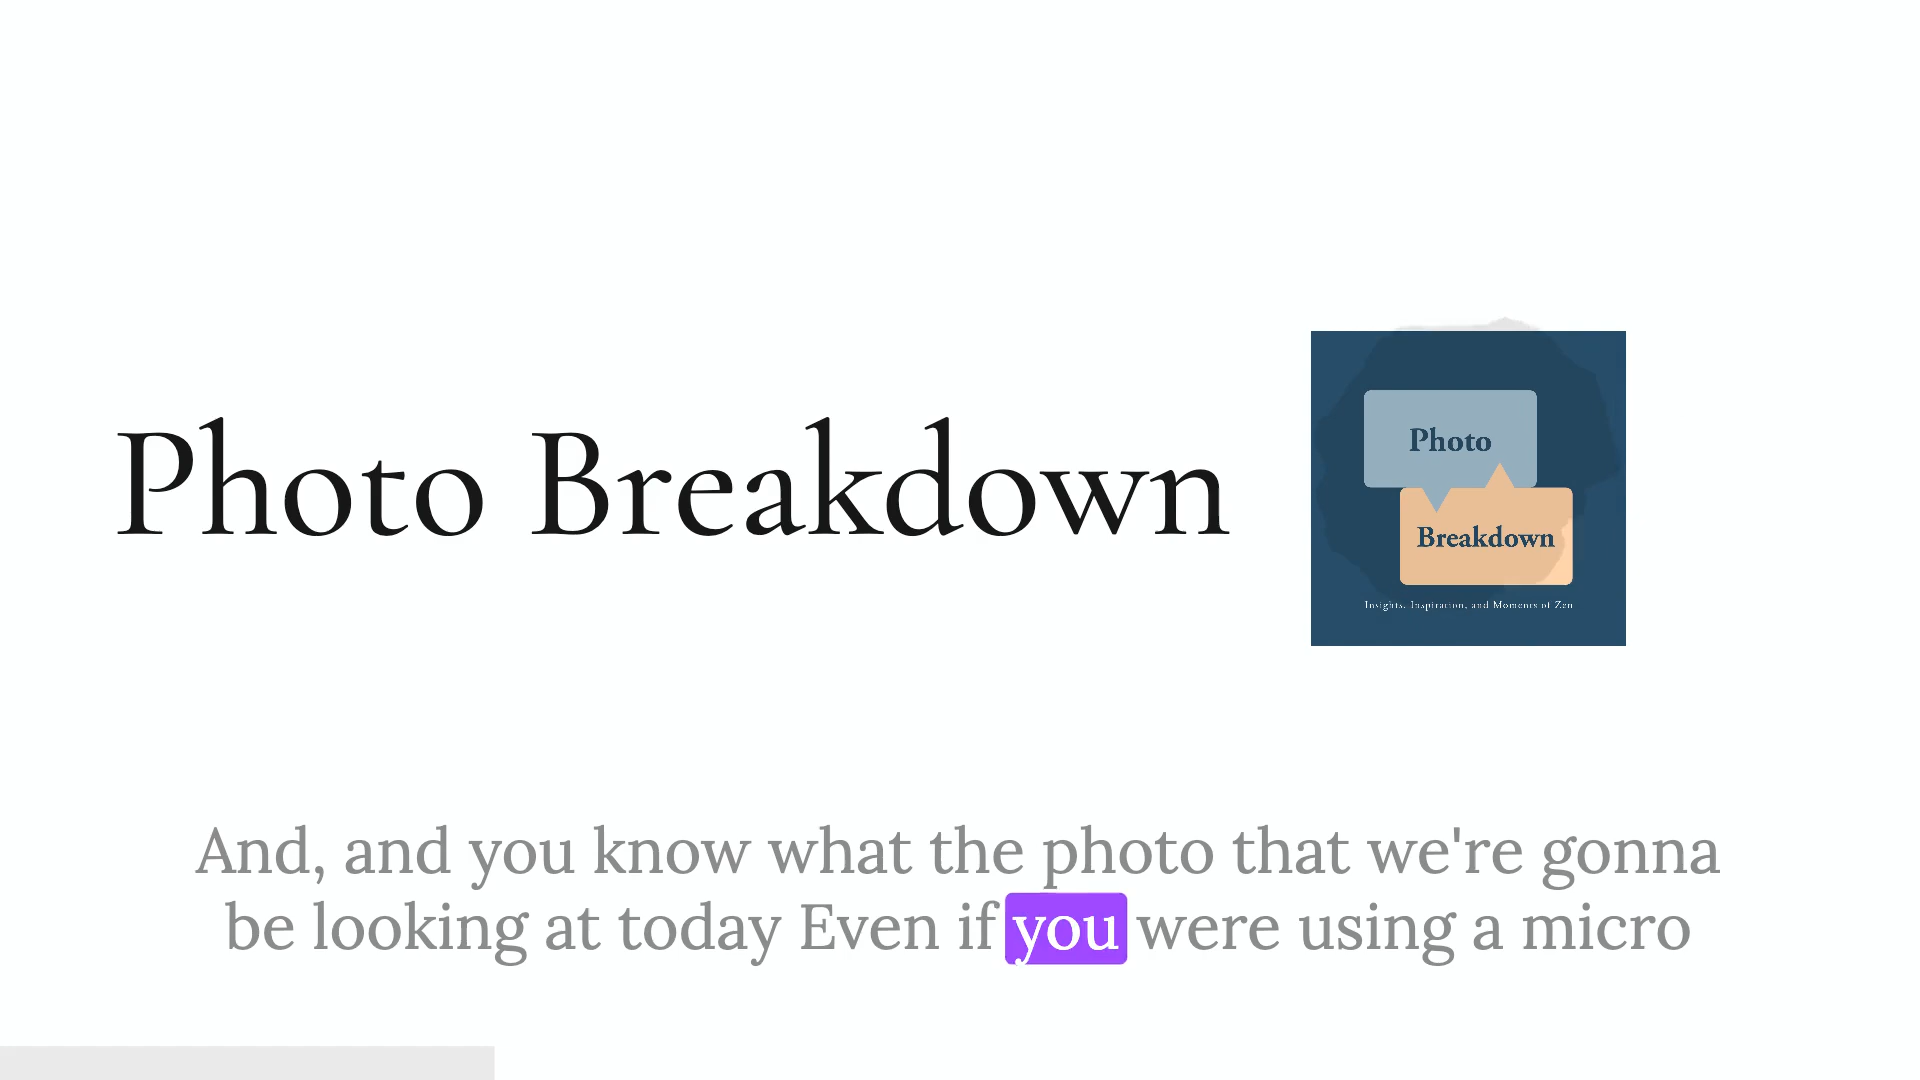 Photo Breakdown
Photo
Breakdown
Insights, Inspiration, and Moments of Zen
And, and you know what the photo that we're gonna
be looking at today Even if you were using a micro